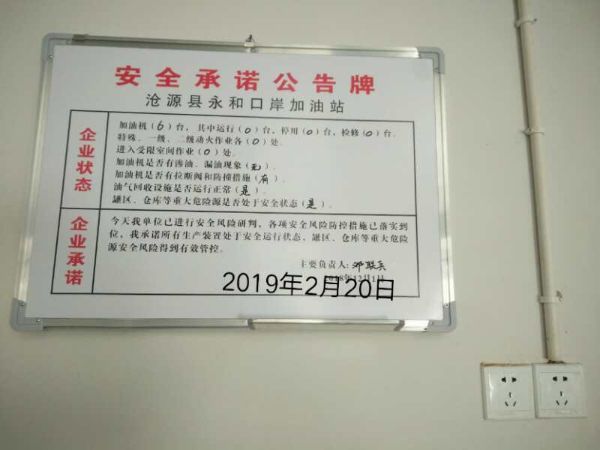 安全承诺公告牌
沧源县永和口岸加油站
企业状态
加油机（6）台，其中运行（0）台，停用（0）台，检修（0）台。
特殊、一级、二级动火作业各（0）处。
进入受限空间作业（0）处。
加油机是否有渗油、漏油现象（无）。
加油机是否有拉断阀和防撞措施（有）。
油气回收设施是否运行正常（是）。
罐区、仓库等重大危险源是否处于安全状态（是）。
企业承诺
今天我单位已进行安全风险研判，各项安全风险防控措施已落实到
位，我承诺所有生产装置处于安全运行状态，罐区、仓库等重大危险
源安全风险得到有效管控。
主要负责人：邓联
2019年2月20日